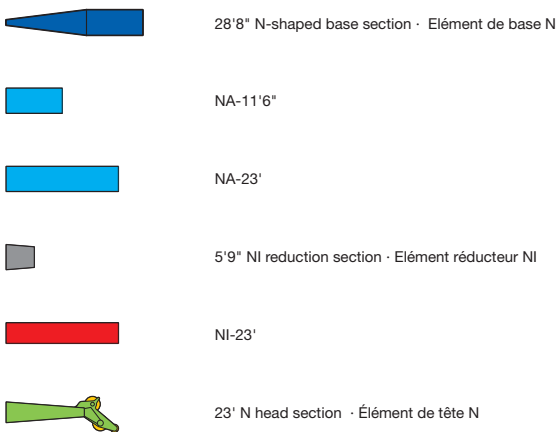 28'8" N-shaped base section · Elément de base N
NA-11'6"
NA-23'
5'9" NI reduction section · Elément réducteur NI
NI-23'
23' N head section · Élément de tête N